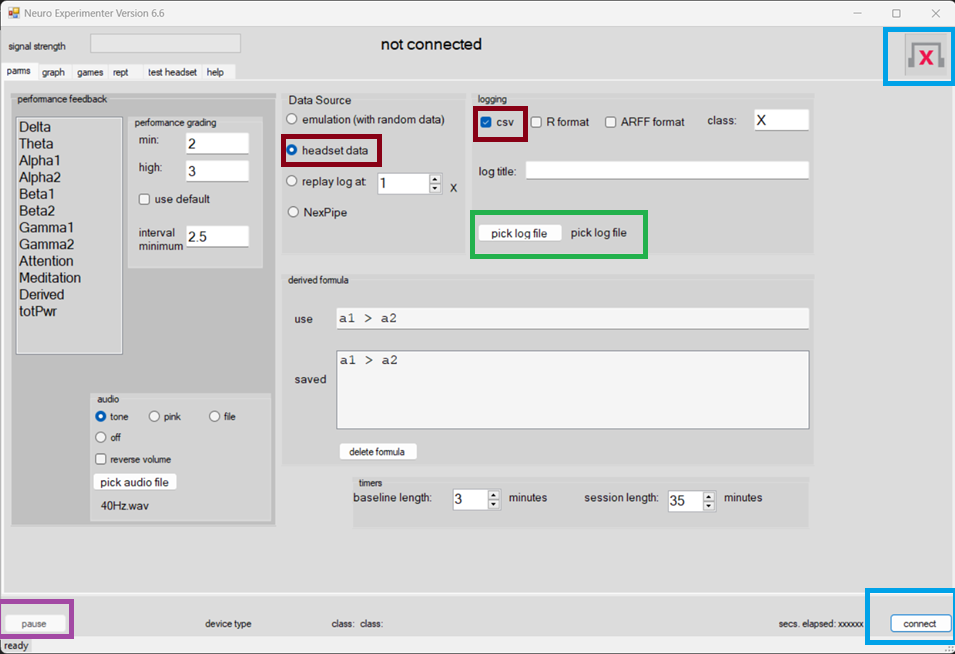 Neuro Experimenter Version 6.6
signal strength
not connected
X
parms graph games rept test headset help
performance feedback
Delta
Theta
Alpha1
Alpha2
Beta1
Beta2
Gamma1
Gamma2
Attention
Meditation
Derived
totPwr
performance grading
min: 2
high: 3
use default
interval
minimum 2.5
audio
tone pink file
off
reverse volume
pick audio file
40Hz.wav
Data Source
emulation (with random data)
headset data
replay log at: 1 X
NexPipe
logging
csv R format ARFF format class: X
log title:
pick log file pick log file
derived formula
use a1 > a2
saved a1 > a2
delete formula
timers
baseline length: 3 minutes session length: 35 minutes
pause device type class: class: secs. elapsed: xxxxxx connect
ready